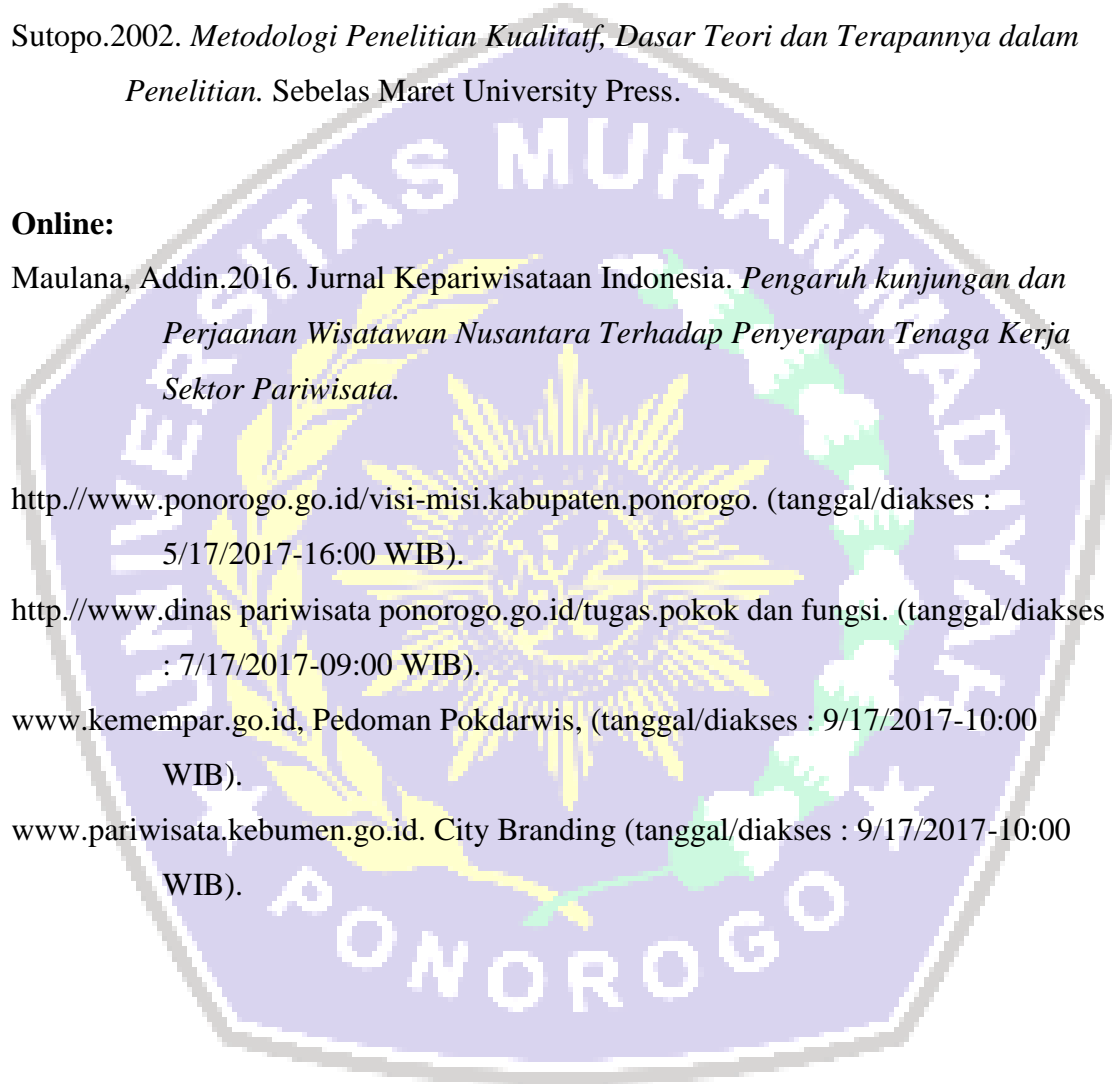 Sutopo.2002. Metodologi Penelitian Kualitatf, Dasar Teori dan Terapannya dalam
Penelitian. Sebelas Maret University Press.
Online:
Maulana, Addin.2016. Jurnal Kepariwisataan Indonesia. Pengaruh kunjungan dan
Perjaanan Wisatawan Nusantara Terhadap Penyerapan Tenaga Kerja
Sektor Pariwisata.
http.//www.ponorogo.go.id/visi-misi.kabupaten.ponorogo. (tanggal/diakses :
5/17/2017-16:00 WIB).
http.//www.dinas pariwisata ponorogo.go.id/tugas.pokok dan fungsi. (tanggal/diakses
: 7/17/2017-09:00 WIB).
www.kemempar.go.id, Pedoman Pokdarwis, (tanggal/diakses : 9/17/2017-10:00
WIB).
www.pariwisata.kebumen.go.id. City Branding (tanggal/diakses : 9/17/2017-10:00
WIB).
UNIVERSITAS MUHAMMADIYAH
PONOROGO